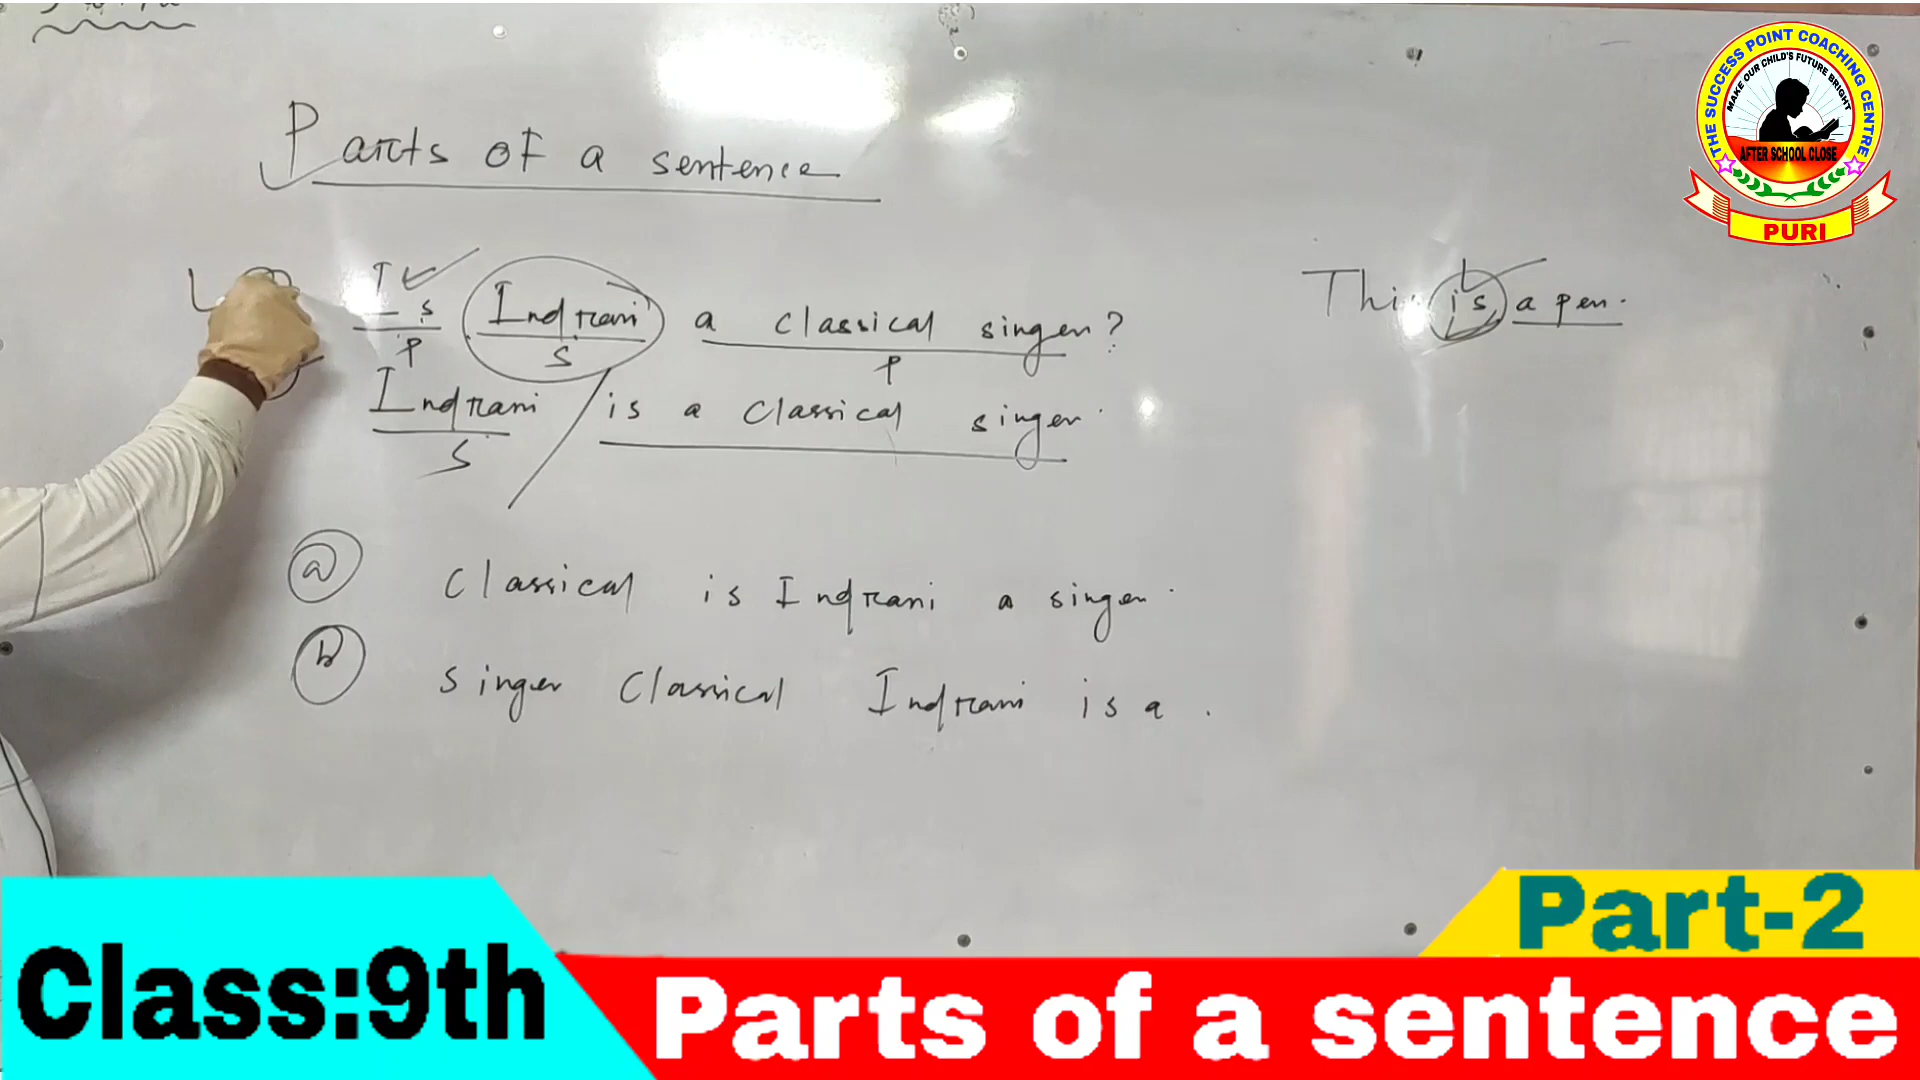 Parts of a sentence
Is Indrani a classical singer?
P S P
Indrani / is a classical singer.
S
This is a pen.
a classical is Indrani a singer.
b singer classical Indrani is a.
THE SUCCESS POINT COACHING CENTRE
MAKE OUR CHILD'S FUTURE BRIGHT
AFTER SCHOOL CLOSE
PURI
Part-2
Class:9th
Parts of a sentence